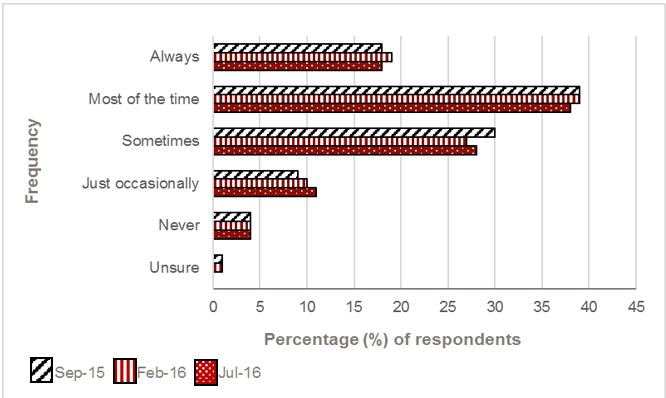 Always
Most of the time
Sometimes
Just occasionally
Never
Unsure
Frequency
0 5 10 15 20 25 30 35 40 45
Percentage (%) of respondents
Sep-15 Feb-16 Jul-16